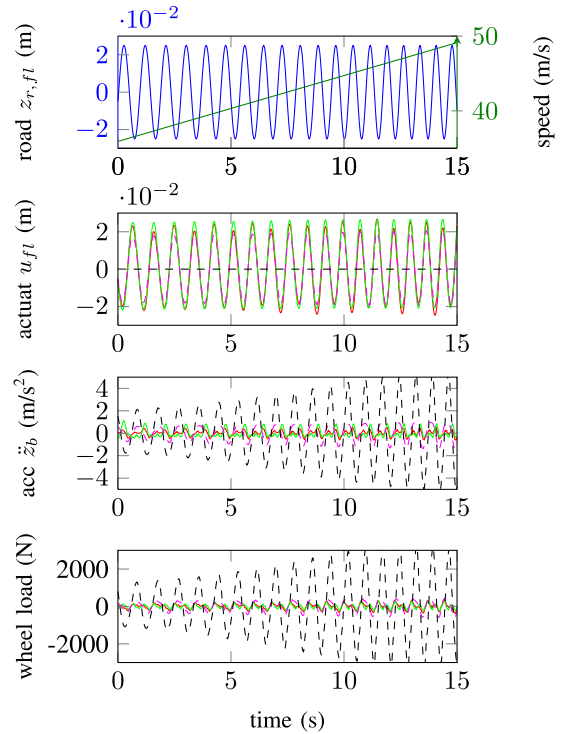 ·10⁻²
road z_{r,fl} (m)
2
0
−2
50
40
speed (m/s)
0 5 10 15
·10⁻²
actuat u_{fl} (m)
2
0
−2
0 5 10 15
acc z̈_b (m/s²)
4
2
0
−2
−4
0 5 10 15
wheel load (N)
2000
0
-2000
0 5 10 15
time (s)